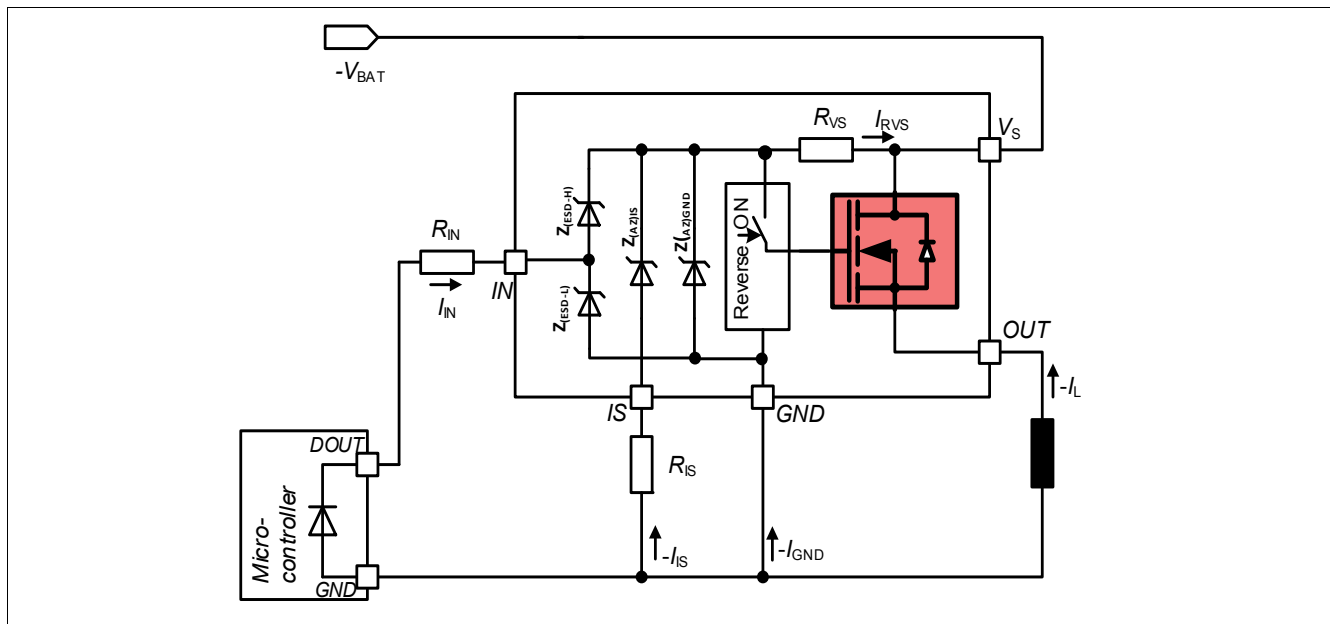 -VBAT
RVS
IRVS
VS
Z(ESD-H)
Z(AZ)IS
Z(AZ)GND
Reverse ON
RIN
IN
IIN
Z(ESD-L)
OUT
-IL
IS
GND
DOUT
RIS
Micro-
controller
-IIS
-IGND
GND